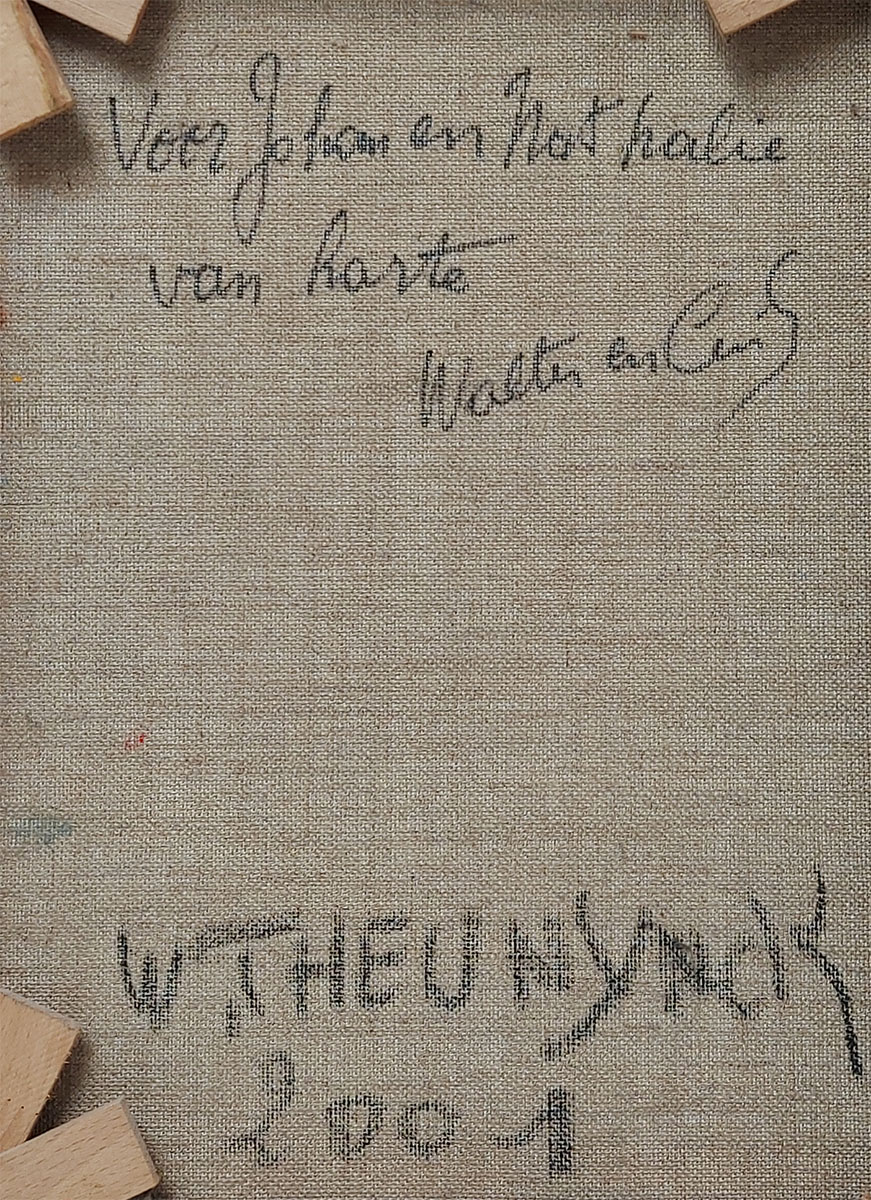 Voor Johan en Nathalie
van harte
Walter en
W. THEUNYNCK
2001